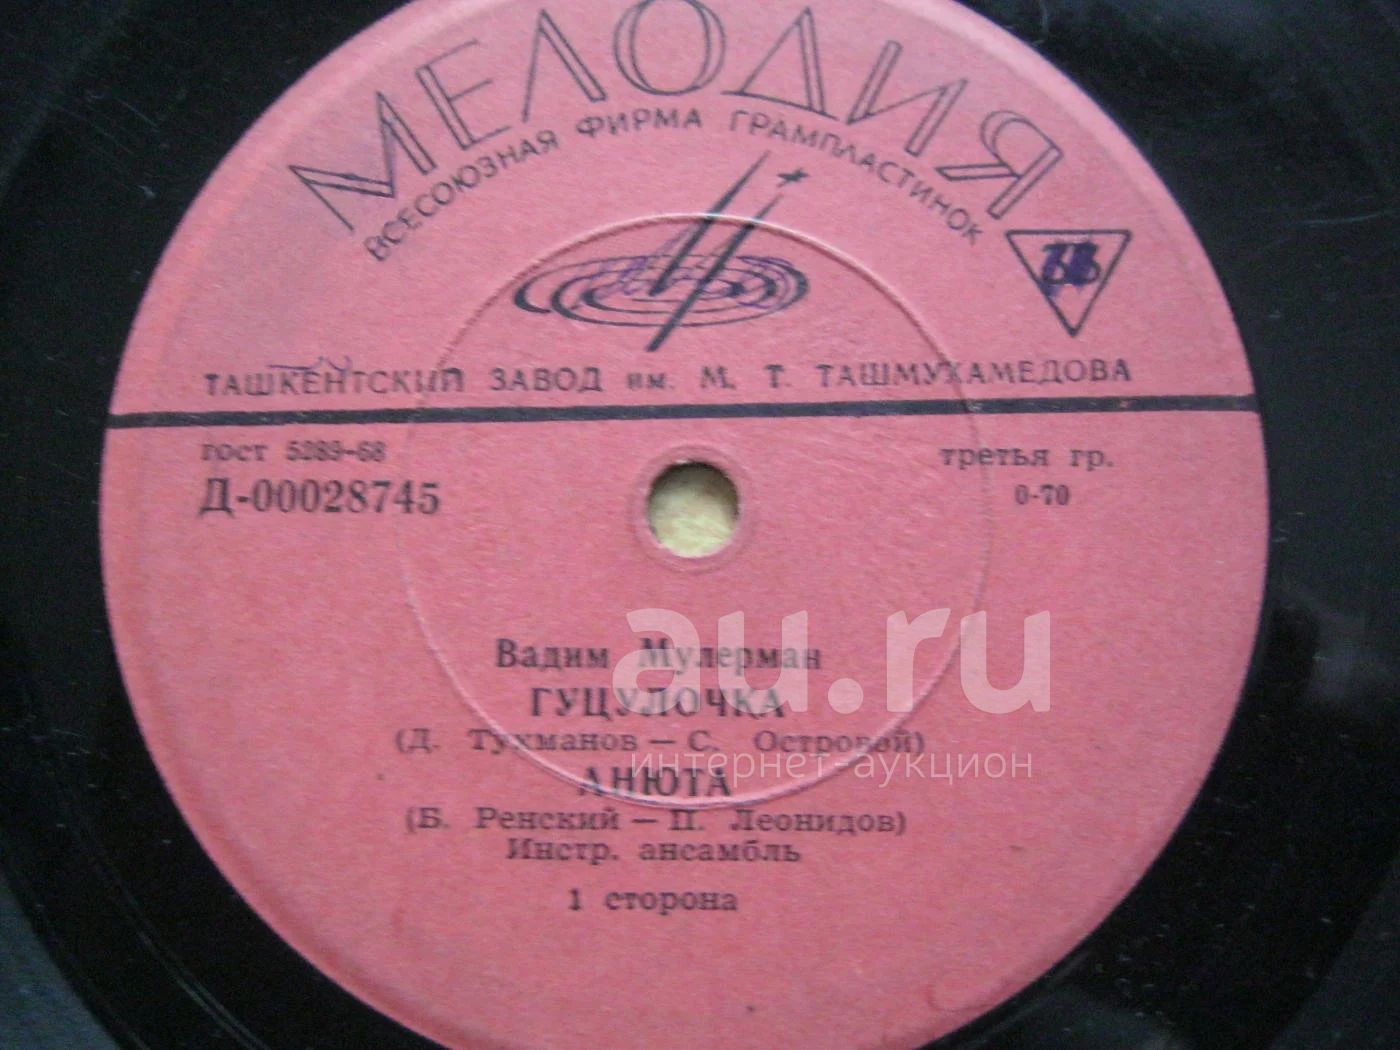 МЕЛОДИЯ
ВСЕСОЮЗНАЯ ФИРМА ГРАМПЛАСТИНОК
33
ТАШКЕНТСКИЙ ЗАВОД им. М. Т. ТАШМУХАМЕДОВА
гост 5289-68
третья гр.
Д-00028745
0-70
Вадим Мулерман
ГУЦУЛОЧКА
(Д. Тухманов — С. Островой)
АНЮТА
(Б. Ренский — П. Леонидов)
Инстр. ансамбль
1 сторона
au.ru
интернет-аукцион